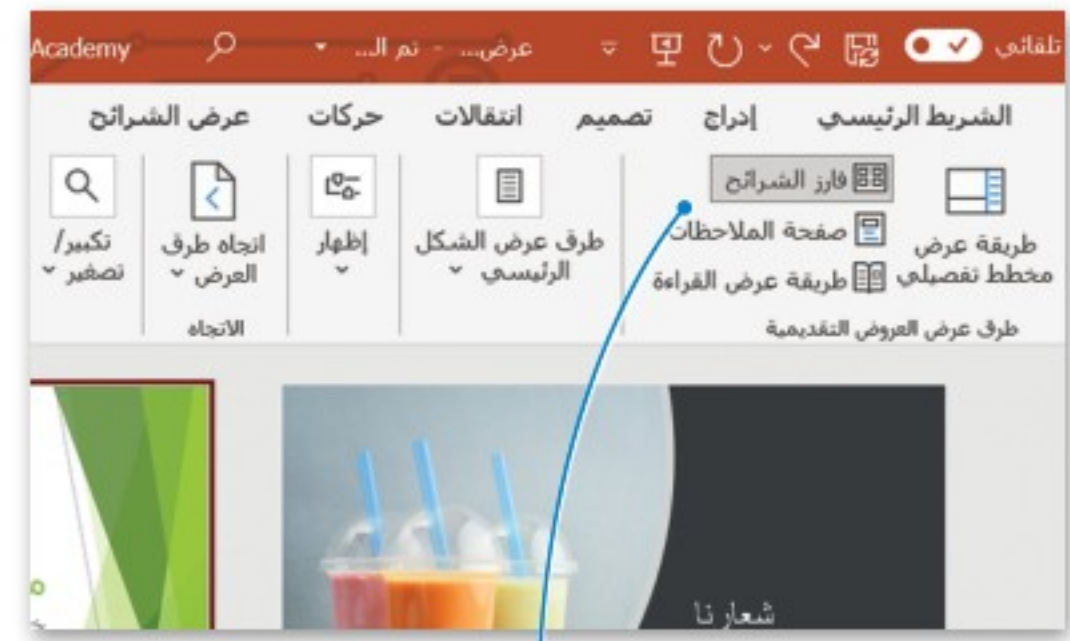 تلقائي عرض... - تم الـ... Academy
الشريط الرئيسي إدراج تصميم انتقالات حركات عرض الشرائح
طريقة عرض مخطط تفصيلي
فارز الشرائح
صفحة الملاحظات
طريقة عرض القراءة
طرق عرض العروض التقديمية
طرق عرض الشكل
الرئيسي
إظهار
اتجاه طرق
العرض
الاتجاه
تكبير/
تصغير
شعارنا